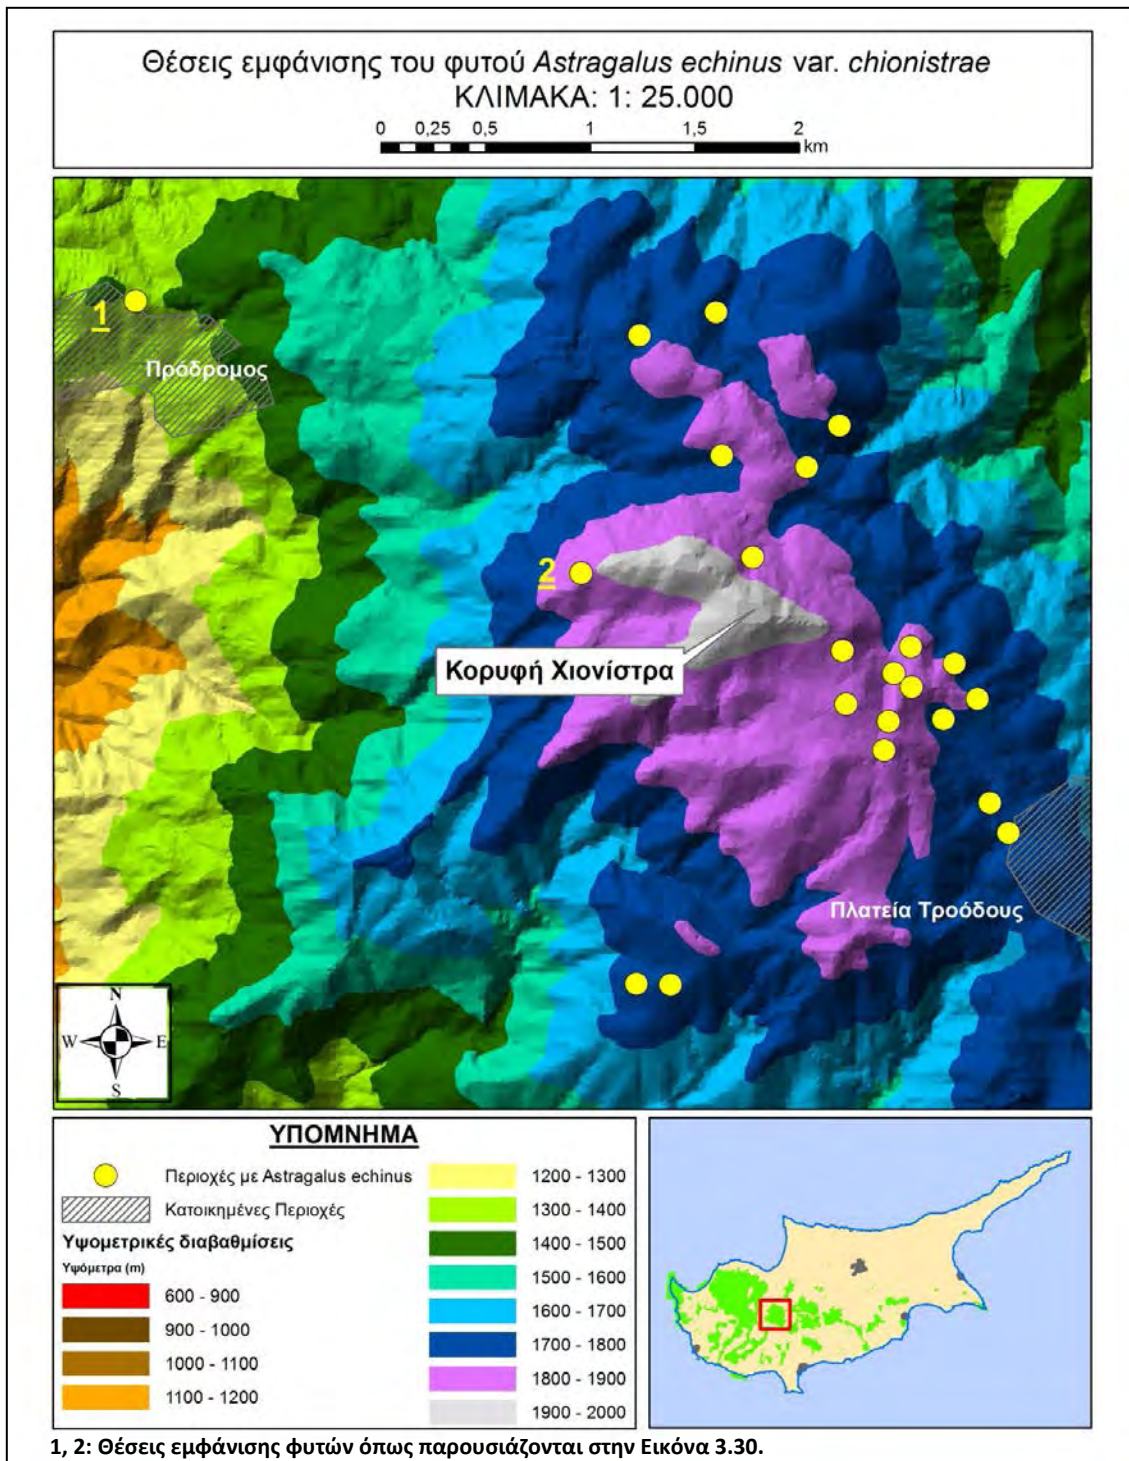 Θέσεις εμφάνισης του φυτού Astragalus echinus var. chionistrae
ΚΛΙΜΑΚΑ: 1: 25.000
0 0,25 0,5 1 1,5 2
km
1
Πρόδρομος
2
Κορυφή Χιονίστρα
Πλατεία Τροόδους
N
W E
S
ΥΠΟΜΝΗΜΑ
Περιοχές με Astragalus echinus
Κατοικημένες Περιοχές
Υψομετρικές διαβαθμίσεις
Υψόμετρα (m)
600 - 900
900 - 1000
1000 - 1100
1100 - 1200
1200 - 1300
1300 - 1400
1400 - 1500
1500 - 1600
1600 - 1700
1700 - 1800
1800 - 1900
1900 - 2000
1, 2: Θέσεις εμφάνισης φυτών όπως παρουσιάζονται στην Εικόνα 3.30.